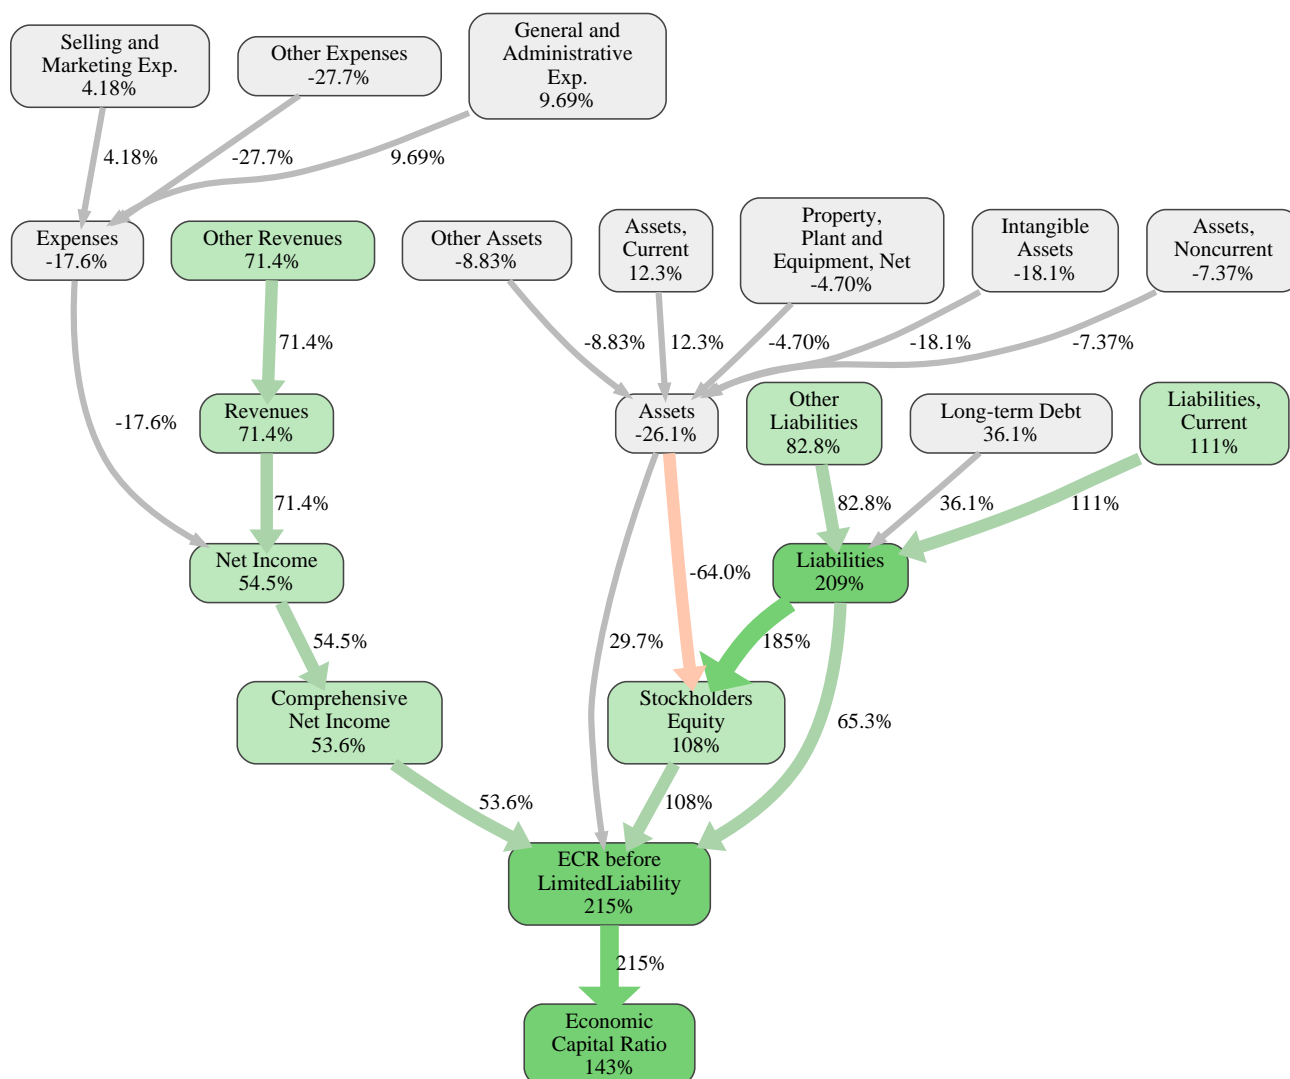 Selling and
Marketing Exp.
4.18%
Other Expenses
-27.7%
General and
Administrative
Exp.
9.69%
4.18%
-27.7%
9.69%
Expenses
-17.6%
Other Revenues
71.4%
Other Assets
-8.83%
Assets,
Current
12.3%
Property,
Plant and
Equipment, Net
-4.70%
Intangible
Assets
-18.1%
Assets,
Noncurrent
-7.37%
71.4%
-8.83%
12.3%
-4.70%
-18.1%
-7.37%
-17.6%
Revenues
71.4%
Assets
-26.1%
Other
Liabilities
82.8%
Long-term Debt
36.1%
Liabilities,
Current
111%
71.4%
82.8%
36.1%
111%
Net Income
54.5%
-64.0%
Liabilities
209%
54.5%
29.7%
185%
65.3%
Comprehensive
Net Income
53.6%
Stockholders
Equity
108%
53.6%
108%
ECR before
LimitedLiability
215%
215%
Economic
Capital Ratio
143%